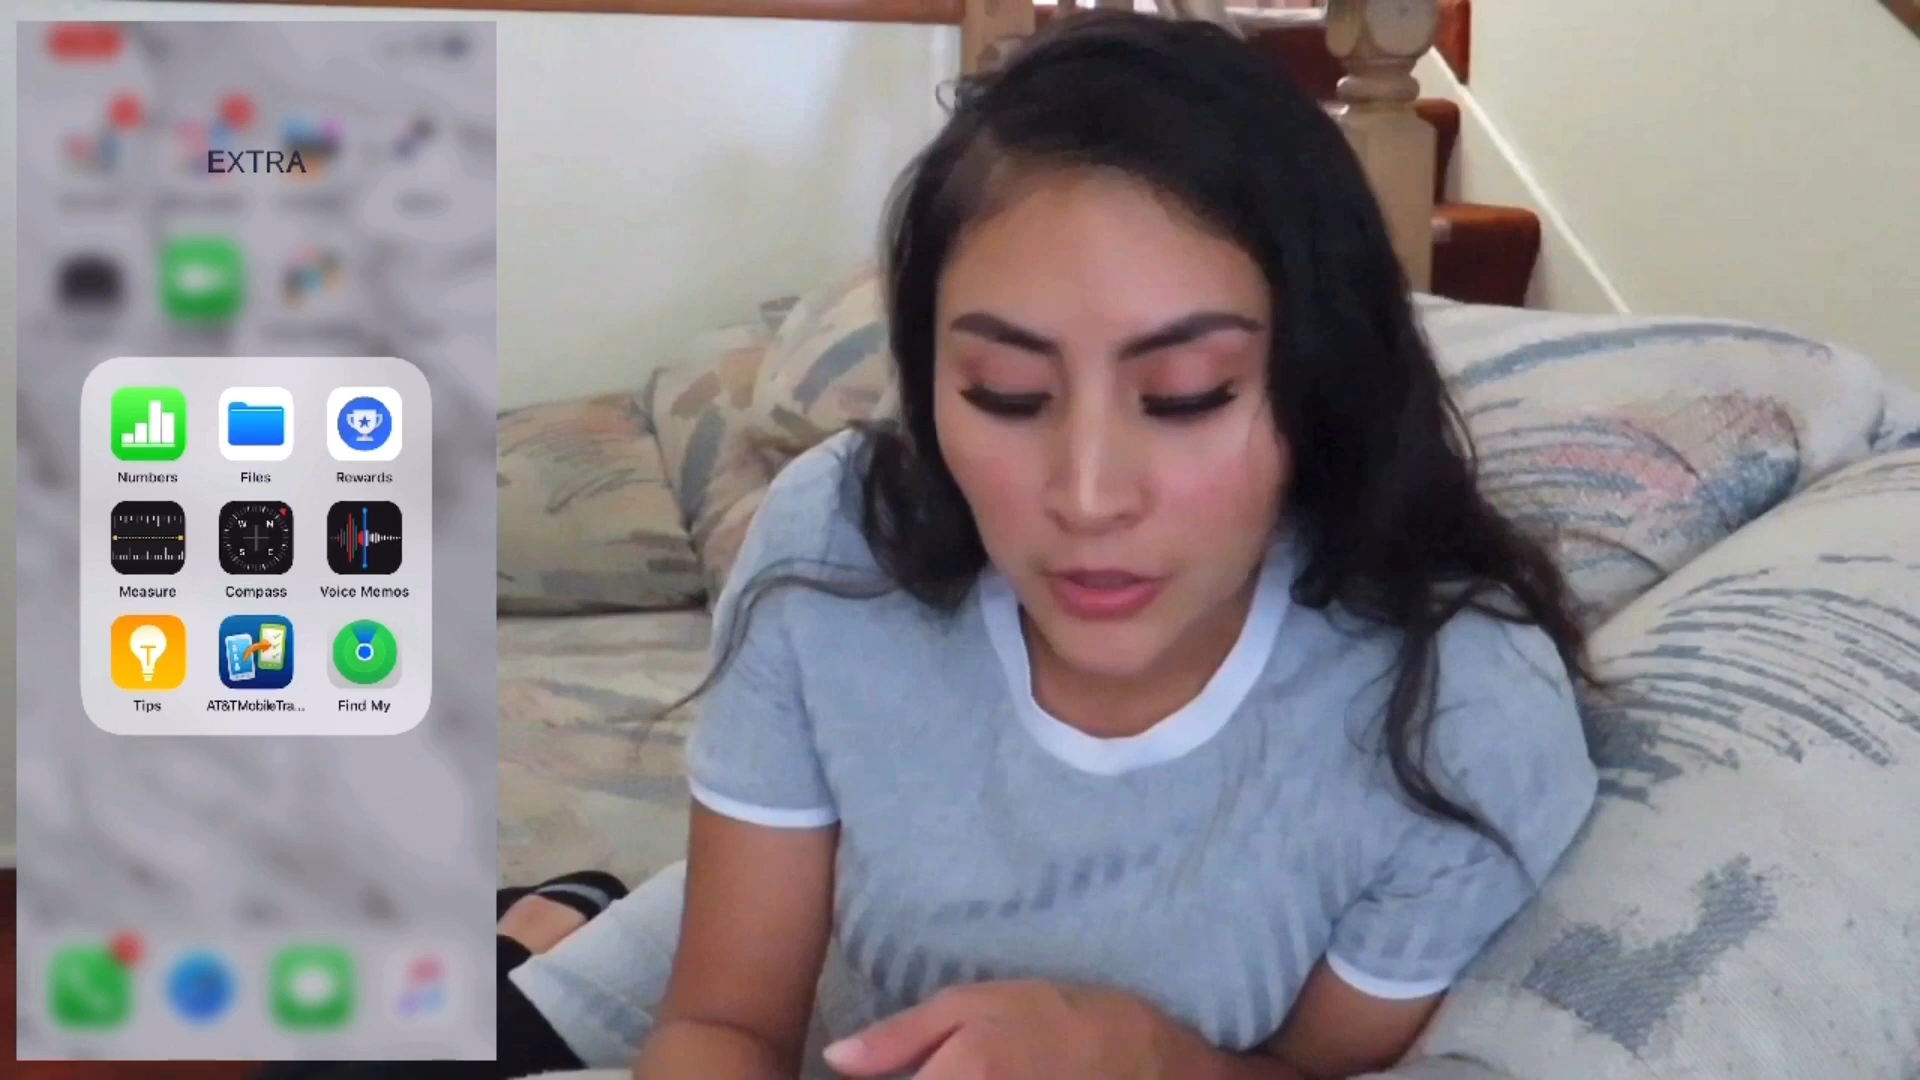 EXTRA
Numbers Files Rewards
W N
S E
Measure Compass Voice Memos
Tips AT&TMobileTra... Find My